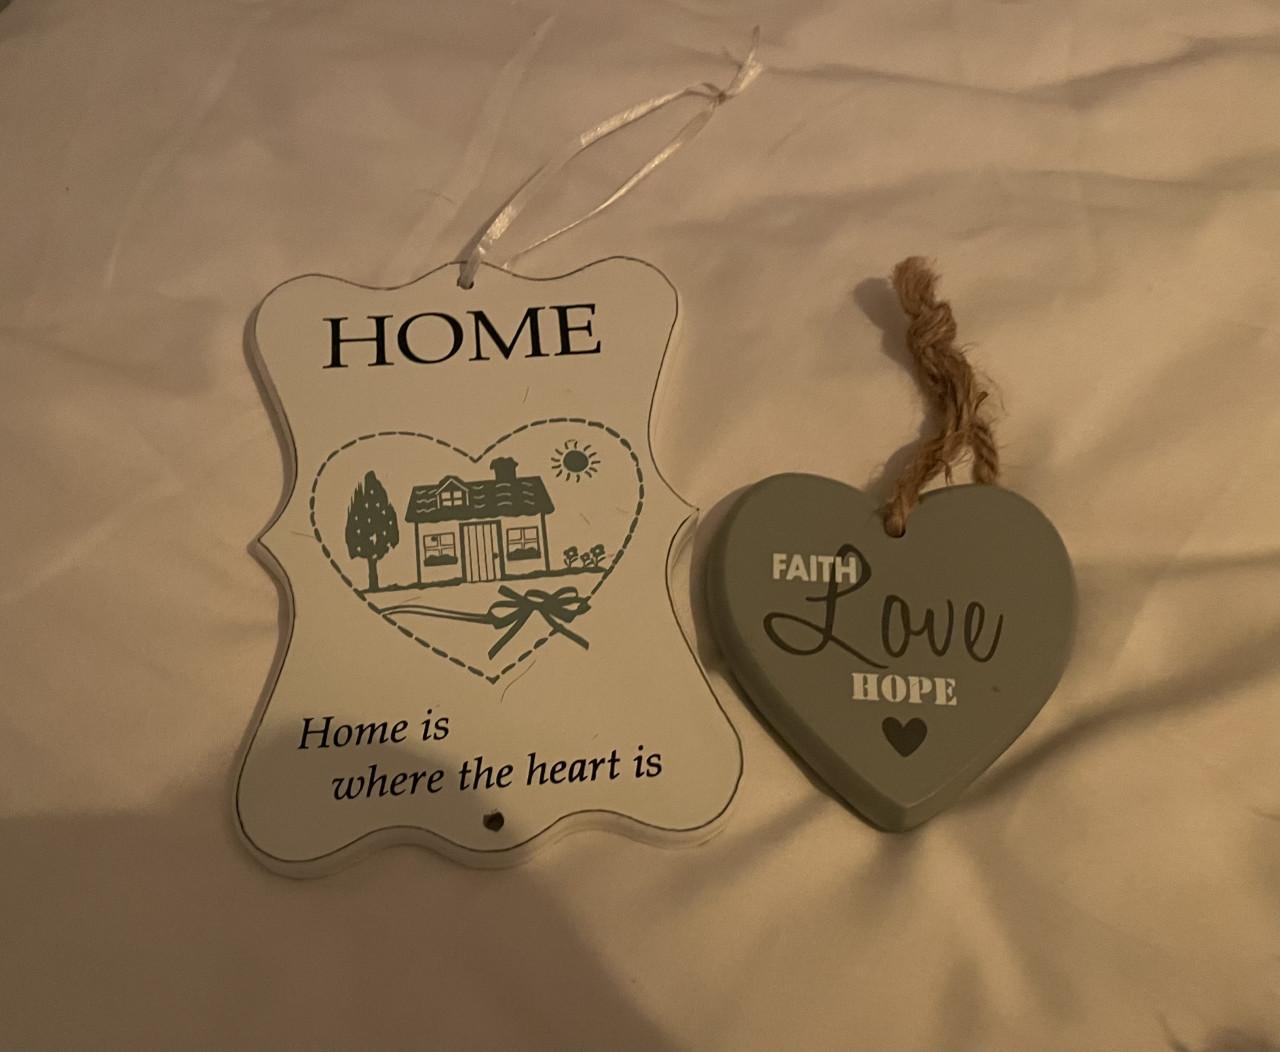 HOME
Home is
where the heart is
FAITH
Love
HOPE